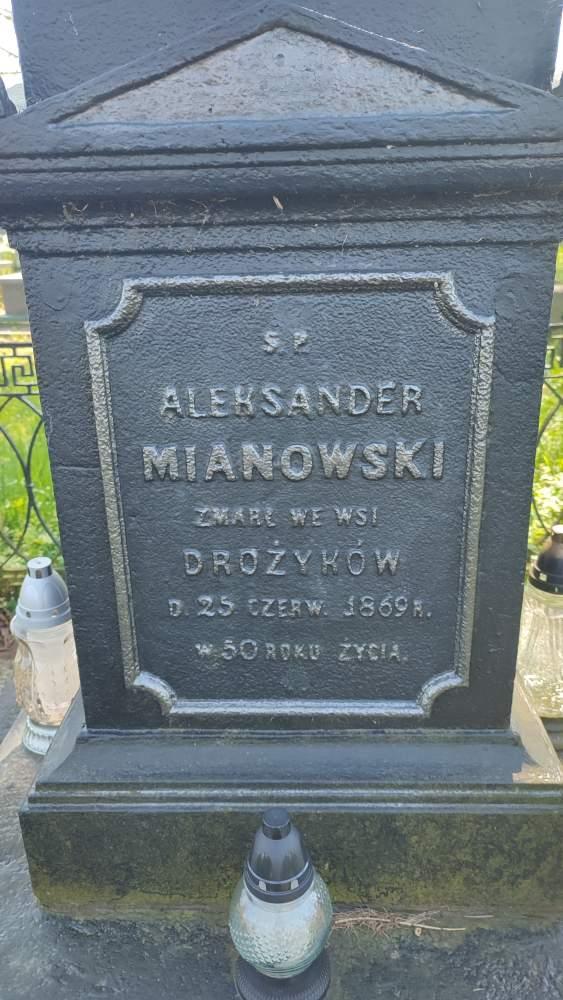 Ś.P.
ALEKSANDER
MIANOWSKI
ZMARŁ WE WSI
DROŻYKÓW
D. 25 CZERW. 1869 R.
W 50 ROKU ŻYCIA.